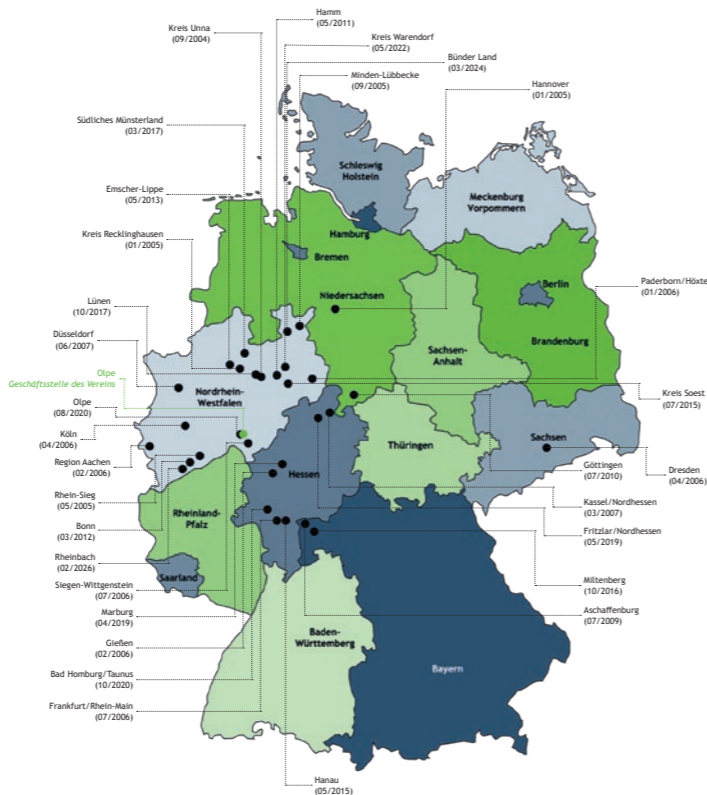 Hamm
(05/2011)
Kreis Unna
(09/2004)
Kreis Warendorf
(05/2022)
Bünder Land
(03/2024)
Minden-Lübbecke
(09/2005)
Hannover
(01/2005)
Südliches Münsterland
(03/2017)
Emscher-Lippe
(05/2013)
Kreis Recklinghausen
(01/2005)
Lünen
(10/2017)
Düsseldorf
(06/2007)
Olpe
Geschäftsstelle des Vereins
Olpe
(08/2020)
Köln
(04/2006)
Region Aachen
(02/2006)
Rhein-Sieg
(05/2005)
Bonn
(03/2012)
Rheinbach
(02/2026)
Siegen-Wittgenstein
(07/2006)
Marburg
(04/2019)
Gießen
(02/2006)
Bad Homburg/Taunus
(10/2020)
Frankfurt/Rhein-Main
(07/2006)
Hanau
(05/2015)
Schleswig
Holstein
Meckenburg
Vorpommern
Hamburg
Bremen
Niedersachsen
Berlin
Brandenburg
Sachsen-
Anhalt
Nordrhein-
Westfalen
Hessen
Thüringen
Sachsen
Rheinland-
Pfalz
Saarland
Baden-
Württemberg
Bayern
Paderborn/Höxte
(01/2006)
Kreis Soest
(07/2015)
Göttingen
(07/2010)
Dresden
(04/2006)
Kassel/Nordhessen
(03/2007)
Fritzlar/Nordhessen
(05/2019)
Miltenberg
(10/2016)
Aschaffenburg
(07/2009)